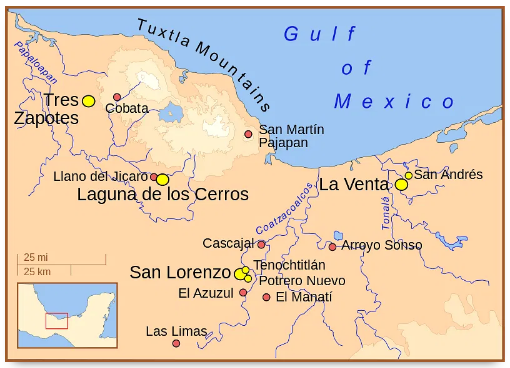 Gulf
of
Mexico
Tuxtla Mountains
Papaloapan
Tres
Zapotes
Cobata
San Martín
Pajapan
Llano del Jicaro
Laguna de los Cerros
La Venta
San Andrés
Tonalá
Coatzacoalcos
Cascajal
Arroyo Sonso
San Lorenzo
Tenochtitlán
Potrero Nuevo
El Azuzul
El Manatí
Las Limas
25 mi
25 km